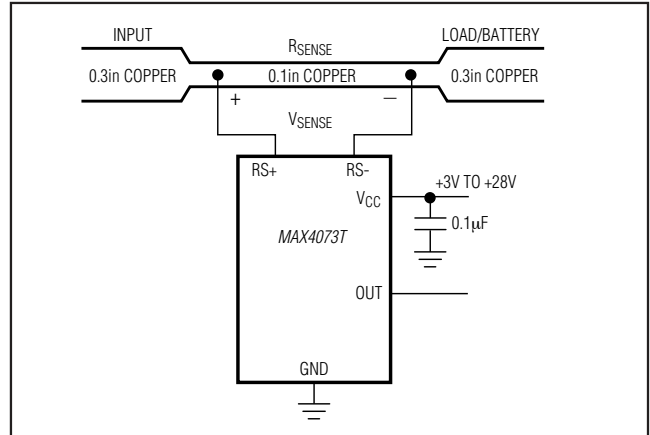 INPUT RSENSE LOAD/BATTERY
0.3in COPPER 0.1in COPPER 0.3in COPPER
+ −
VSENSE
RS+ RS-
VCC +3V TO +28V
MAX4073T 0.1μF
OUT
GND